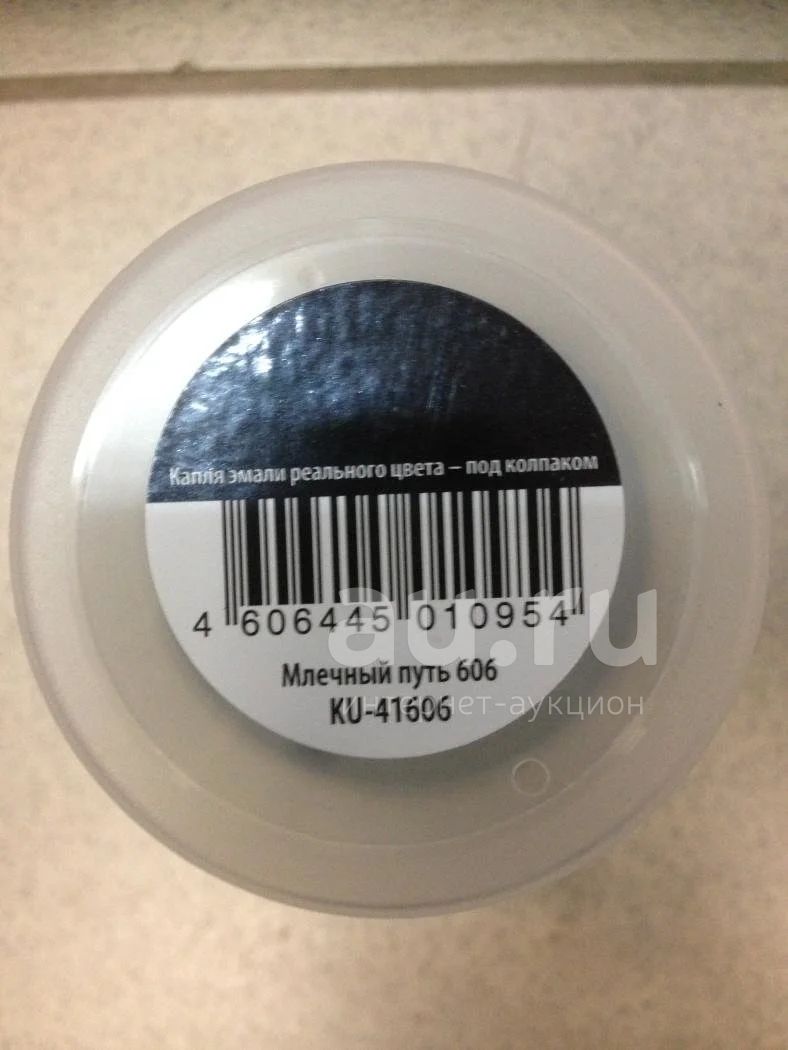 Капля эмали реального цвета – под колпаком
4 606445 010954
au.ru
Млечный путь 606
интернет-аукцион
KU-41606